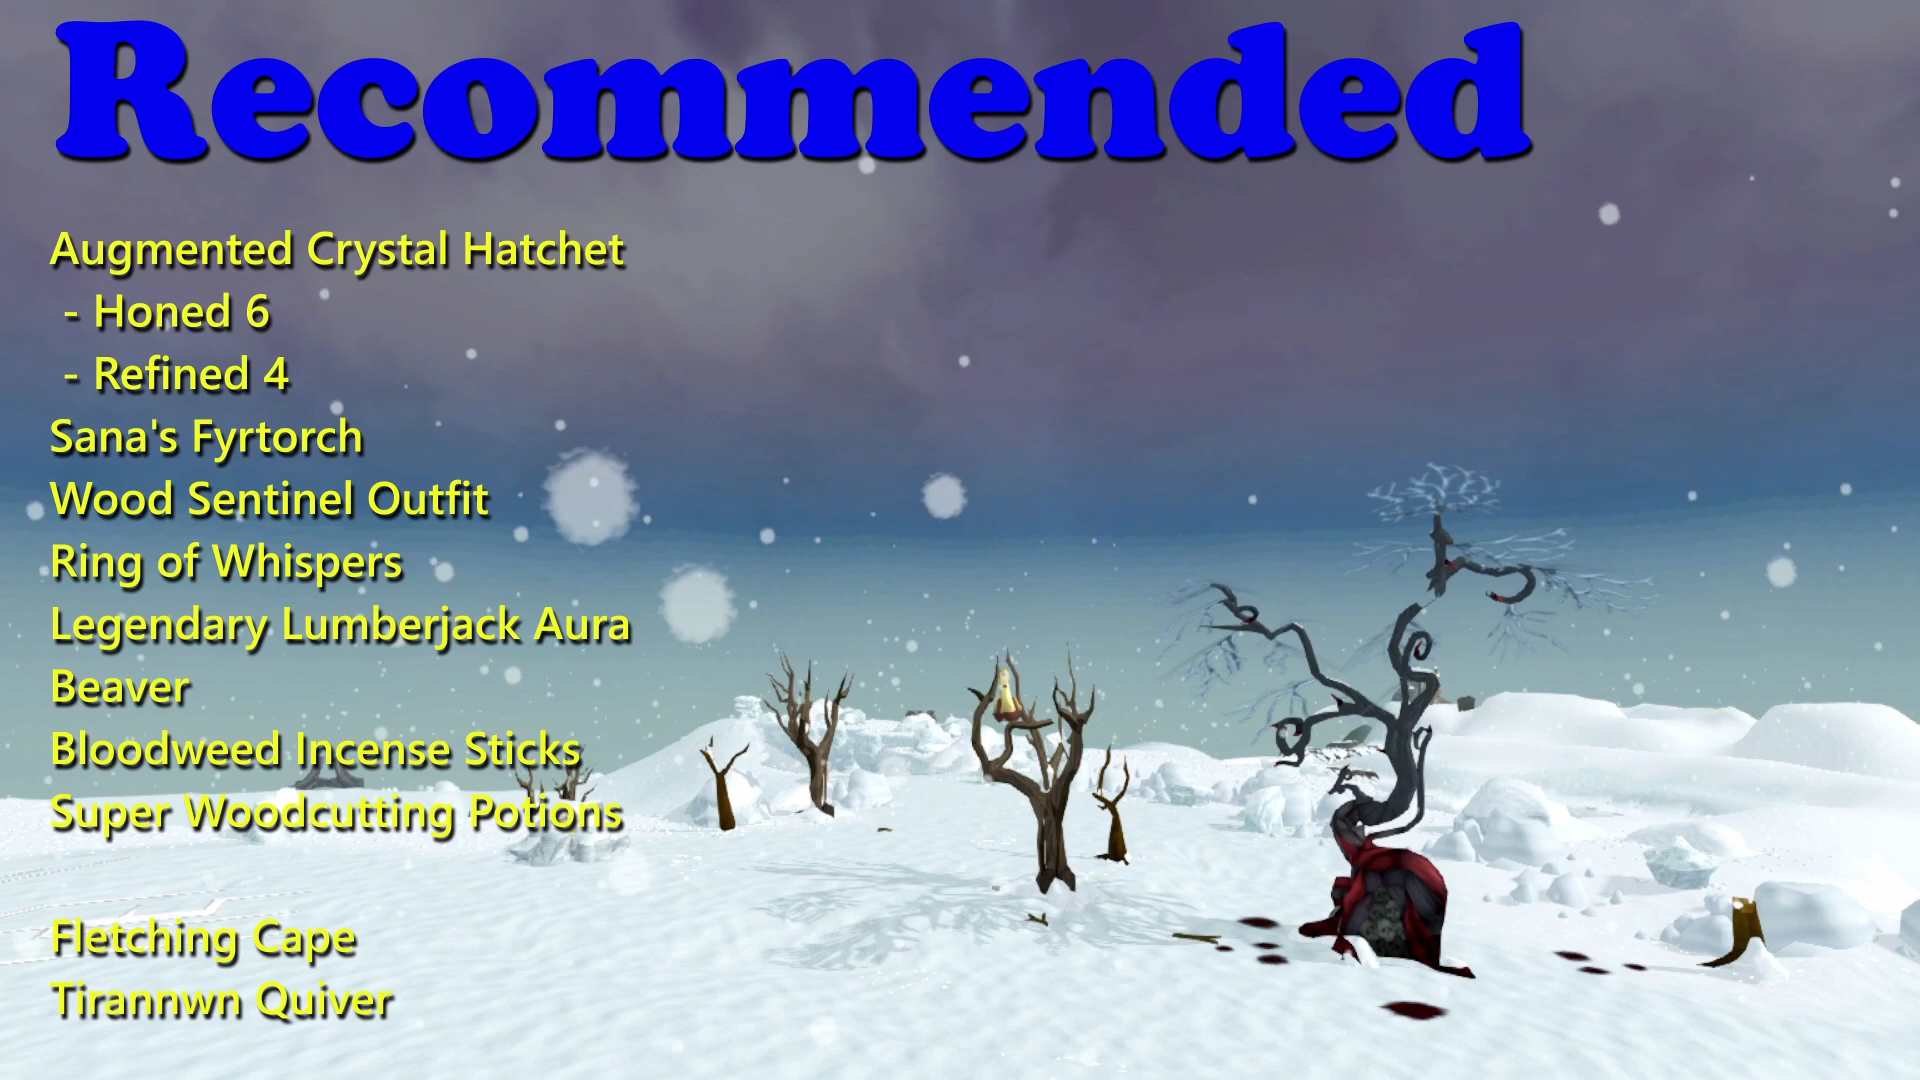 Recommended
Augmented Crystal Hatchet
- Honed 6
- Refined 4
Sana's Fyrtorch
Wood Sentinel Outfit
Ring of Whispers
Legendary Lumberjack Aura
Beaver
Bloodweed Incense Sticks
Super Woodcutting Potions
Fletching Cape
Tirannwn Quiver